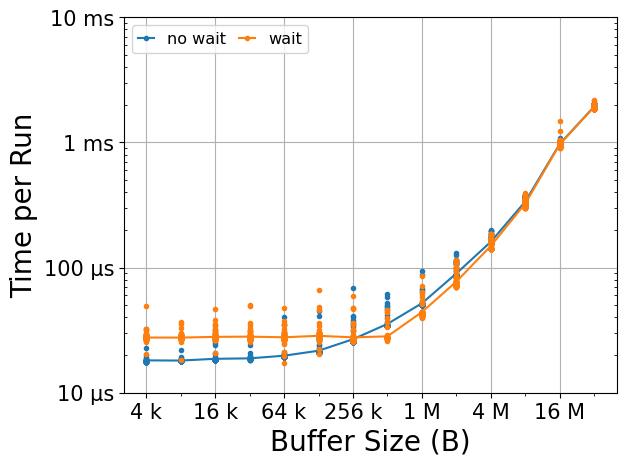 10 ms
1 ms
100 µs
10 µs
Time per Run
no wait
wait
4 k 16 k 64 k 256 k 1 M 4 M 16 M
Buffer Size (B)